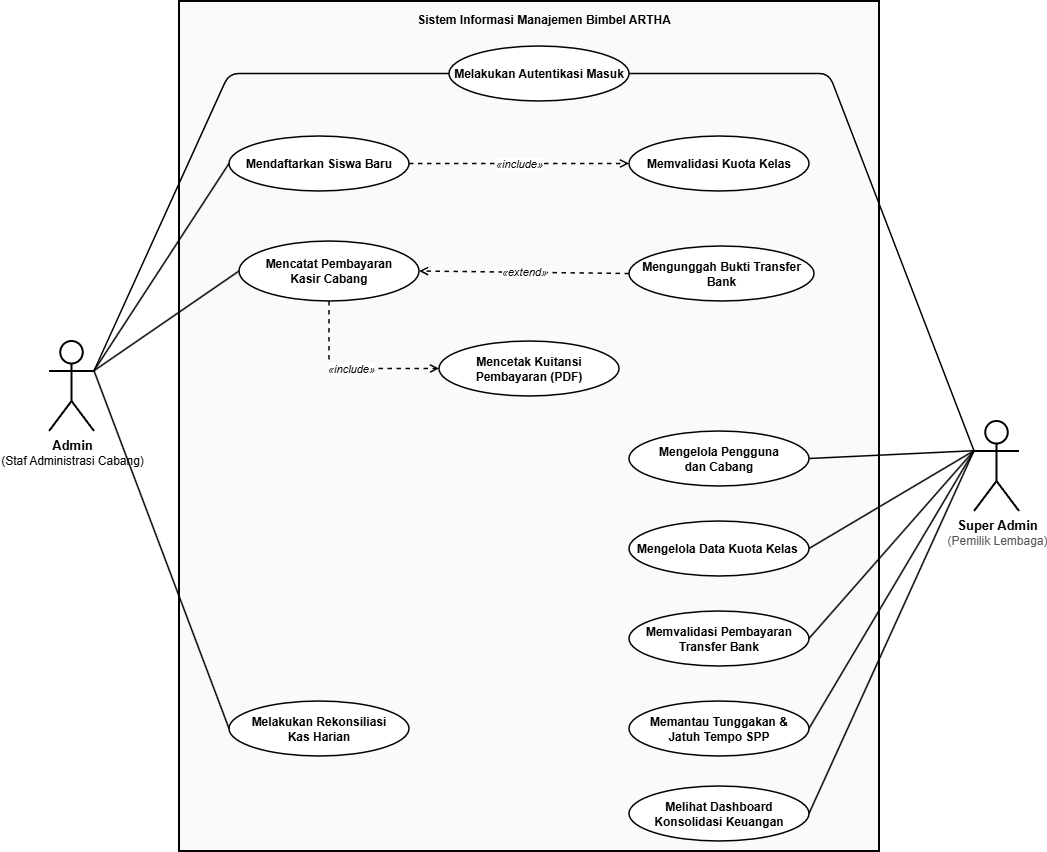 Sistem Informasi Manajemen Bimbel ARTHA
Melakukan Autentikasi Masuk
Mendaftarkan Siswa Baru
«include»
Memvalidasi Kuota Kelas
Mencatat Pembayaran
Kasir Cabang
«extend»
Mengunggah Bukti Transfer
Bank
«include»
Mencetak Kuitansi
Pembayaran (PDF)
Admin
(Staf Administrasi Cabang)
Mengelola Pengguna
dan Cabang
Super Admin
(Pemilik Lembaga)
Mengelola Data Kuota Kelas
Memvalidasi Pembayaran
Transfer Bank
Melakukan Rekonsiliasi
Kas Harian
Memantau Tunggakan &
Jatuh Tempo SPP
Melihat Dashboard
Konsolidasi Keuangan